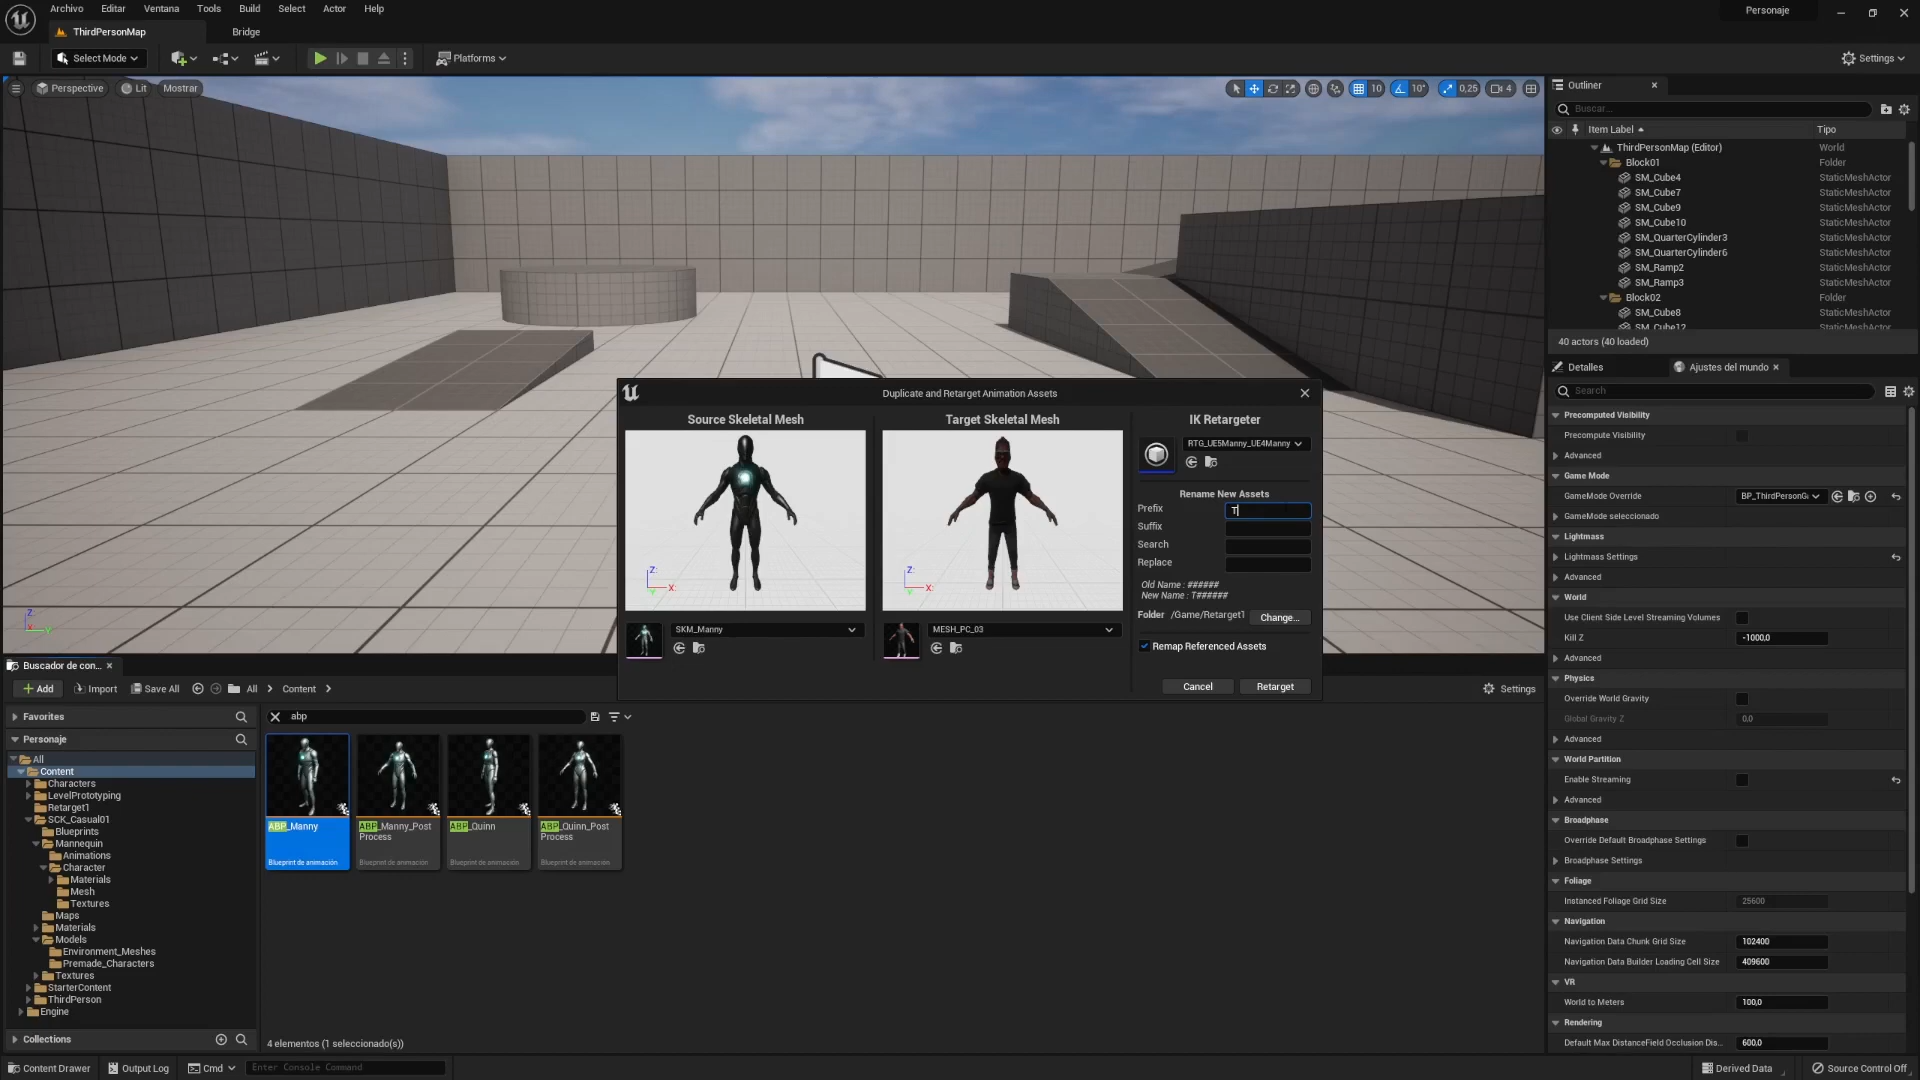 Archivo Editar Ventana Tools Build Select Actor Help
Personaje
ThirdPersonMap
Bridge
Select Mode
Platforms
Settings
Perspective
Lit
Mostrar
10
10°
0,25
4
Outliner
Buscar...
Item Label
Tipo
ThirdPersonMap (Editor) World
Block01 Folder
SM_Cube4 StaticMeshActor
SM_Cube7 StaticMeshActor
SM_Cube9 StaticMeshActor
SM_Cube10 StaticMeshActor
SM_QuarterCylinder3 StaticMeshActor
SM_QuarterCylinder6 StaticMeshActor
SM_Ramp2 StaticMeshActor
SM_Ramp3 StaticMeshActor
Block02 Folder
SM_Cube8 StaticMeshActor
SM_Cube12 StaticMeshActor
40 actors (40 loaded)
Detalles
Ajustes del mundo
Search
Precomputed Visibility
Precompute Visibility
Advanced
Game Mode
GameMode Override BP_ThirdPersonGa
GameMode seleccionado
Lightmass
Lightmass Settings
Advanced
World
Use Client Side Level Streaming Volumes
Kill Z -1000,0
Advanced
Physics
Override World Gravity
Global Gravity Z 0.0
Advanced
World Partition
Enable Streaming
Advanced
Broadphase
Override Default Broadphase Settings
Broadphase Settings
Foliage
Instanced Foliage Grid Size 25600
Navigation
Navigation Data Chunk Grid Size 102400
Navigation Data Builder Loading Cell Size 409600
VR
World to Meters 100,0
Rendering
Default Max DistanceField Occlusion Dis... 600,0
Duplicate and Retarget Animation Assets
Source Skeletal Mesh
Target Skeletal Mesh
IK Retargeter
RTG_UE5Manny_UE4Manny
Rename New Assets
Prefix T
Suffix
Search
Replace
Old Name : ######
New Name : T######
Folder /Game/Retarget1 Change...
Remap Referenced Assets
Cancel
Retarget
Z:
X:
Y
Z:
X:
Y
SKM_Manny
MESH_PC_03
Z
X
Y
Buscador de con...
Add
Import
Save All
All
Content
Settings
Favorites
abp
Personaje
All
Content
Characters
LevelPrototyping
Retarget1
SCK_Casual01
Blueprints
Mannequin
Animations
Character
Materials
Mesh
Textures
Maps
Materials
Models
Environment_Meshes
Premade_Characters
Textures
StarterContent
ThirdPerson
Engine
Collections
ABP_Manny
Blueprint de animación
ABP_Manny_Post
Process
Blueprint de animación
ABP_Quinn
Blueprint de animación
ABP_Quinn_Post
Process
Blueprint de animación
4 elementos (1 seleccionado(s))
Content Drawer
Output Log
Cmd
Enter Console Command
Derived Data
Source Control Off